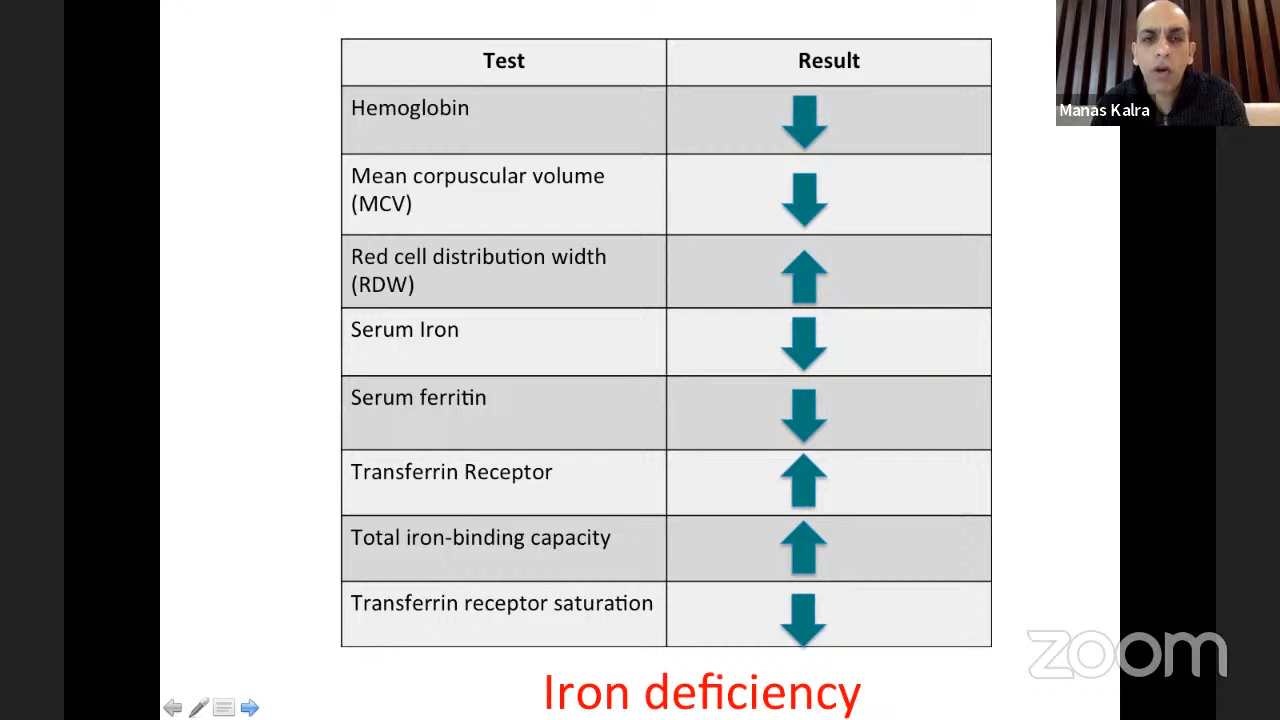 Test Result
Hemoglobin
Mean corpuscular volume
(MCV)
Red cell distribution width
(RDW)
Serum Iron
Serum ferritin
Transferrin Receptor
Total iron-binding capacity
Transferrin receptor saturation
Iron deficiency
Manas Kalra
zoom